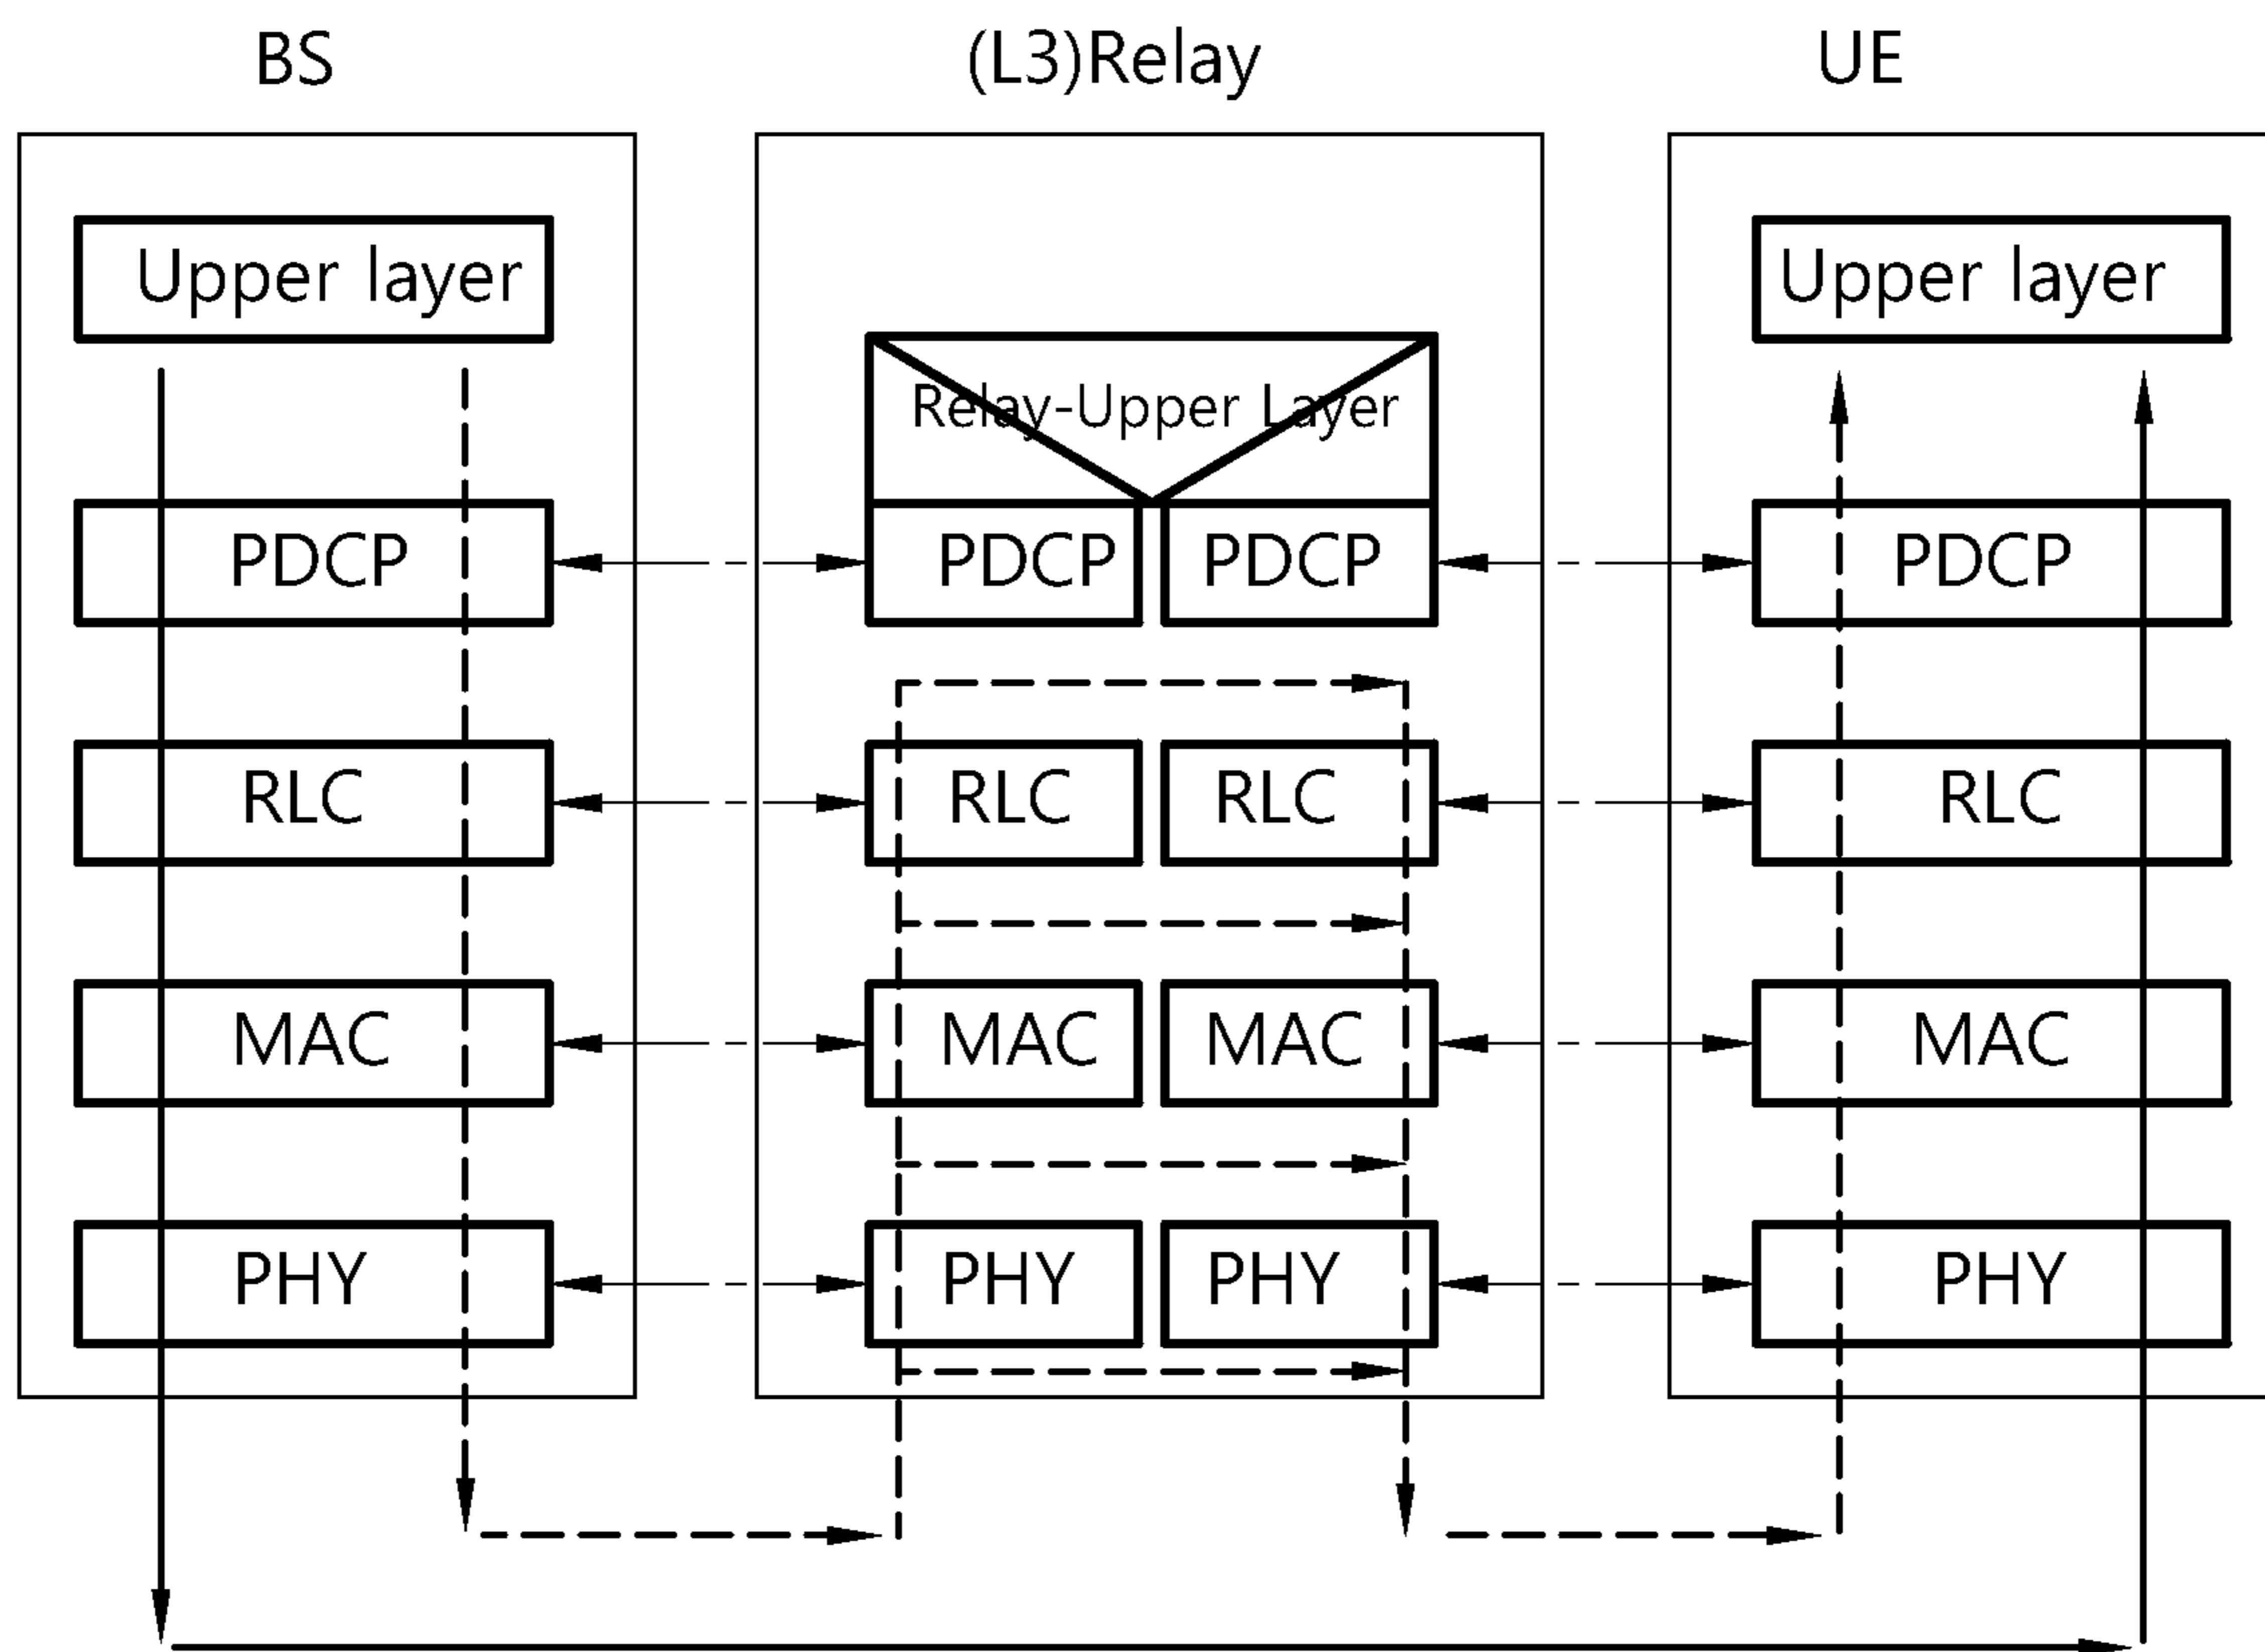 BS
(L3)Relay
UE
Upper layer
Upper layer
Relay-Upper Layer
PDCP
PDCP
PDCP
PDCP
RLC
RLC
RLC
RLC
MAC
MAC
MAC
MAC
PHY
PHY
PHY
PHY